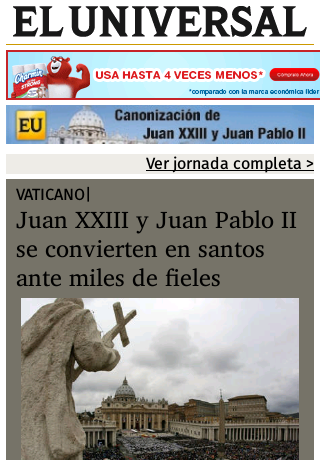 EL UNIVERSAL
Charmin
USA HASTA 4 VECES MENOS*
Cómpralo Ahora
*comparado con la marca económica líder
EU
Canonización de
Juan XXIII y Juan Pablo II
Ver jornada completa >
VATICANO|
Juan XXIII y Juan Pablo II
se convierten en santos
ante miles de fieles